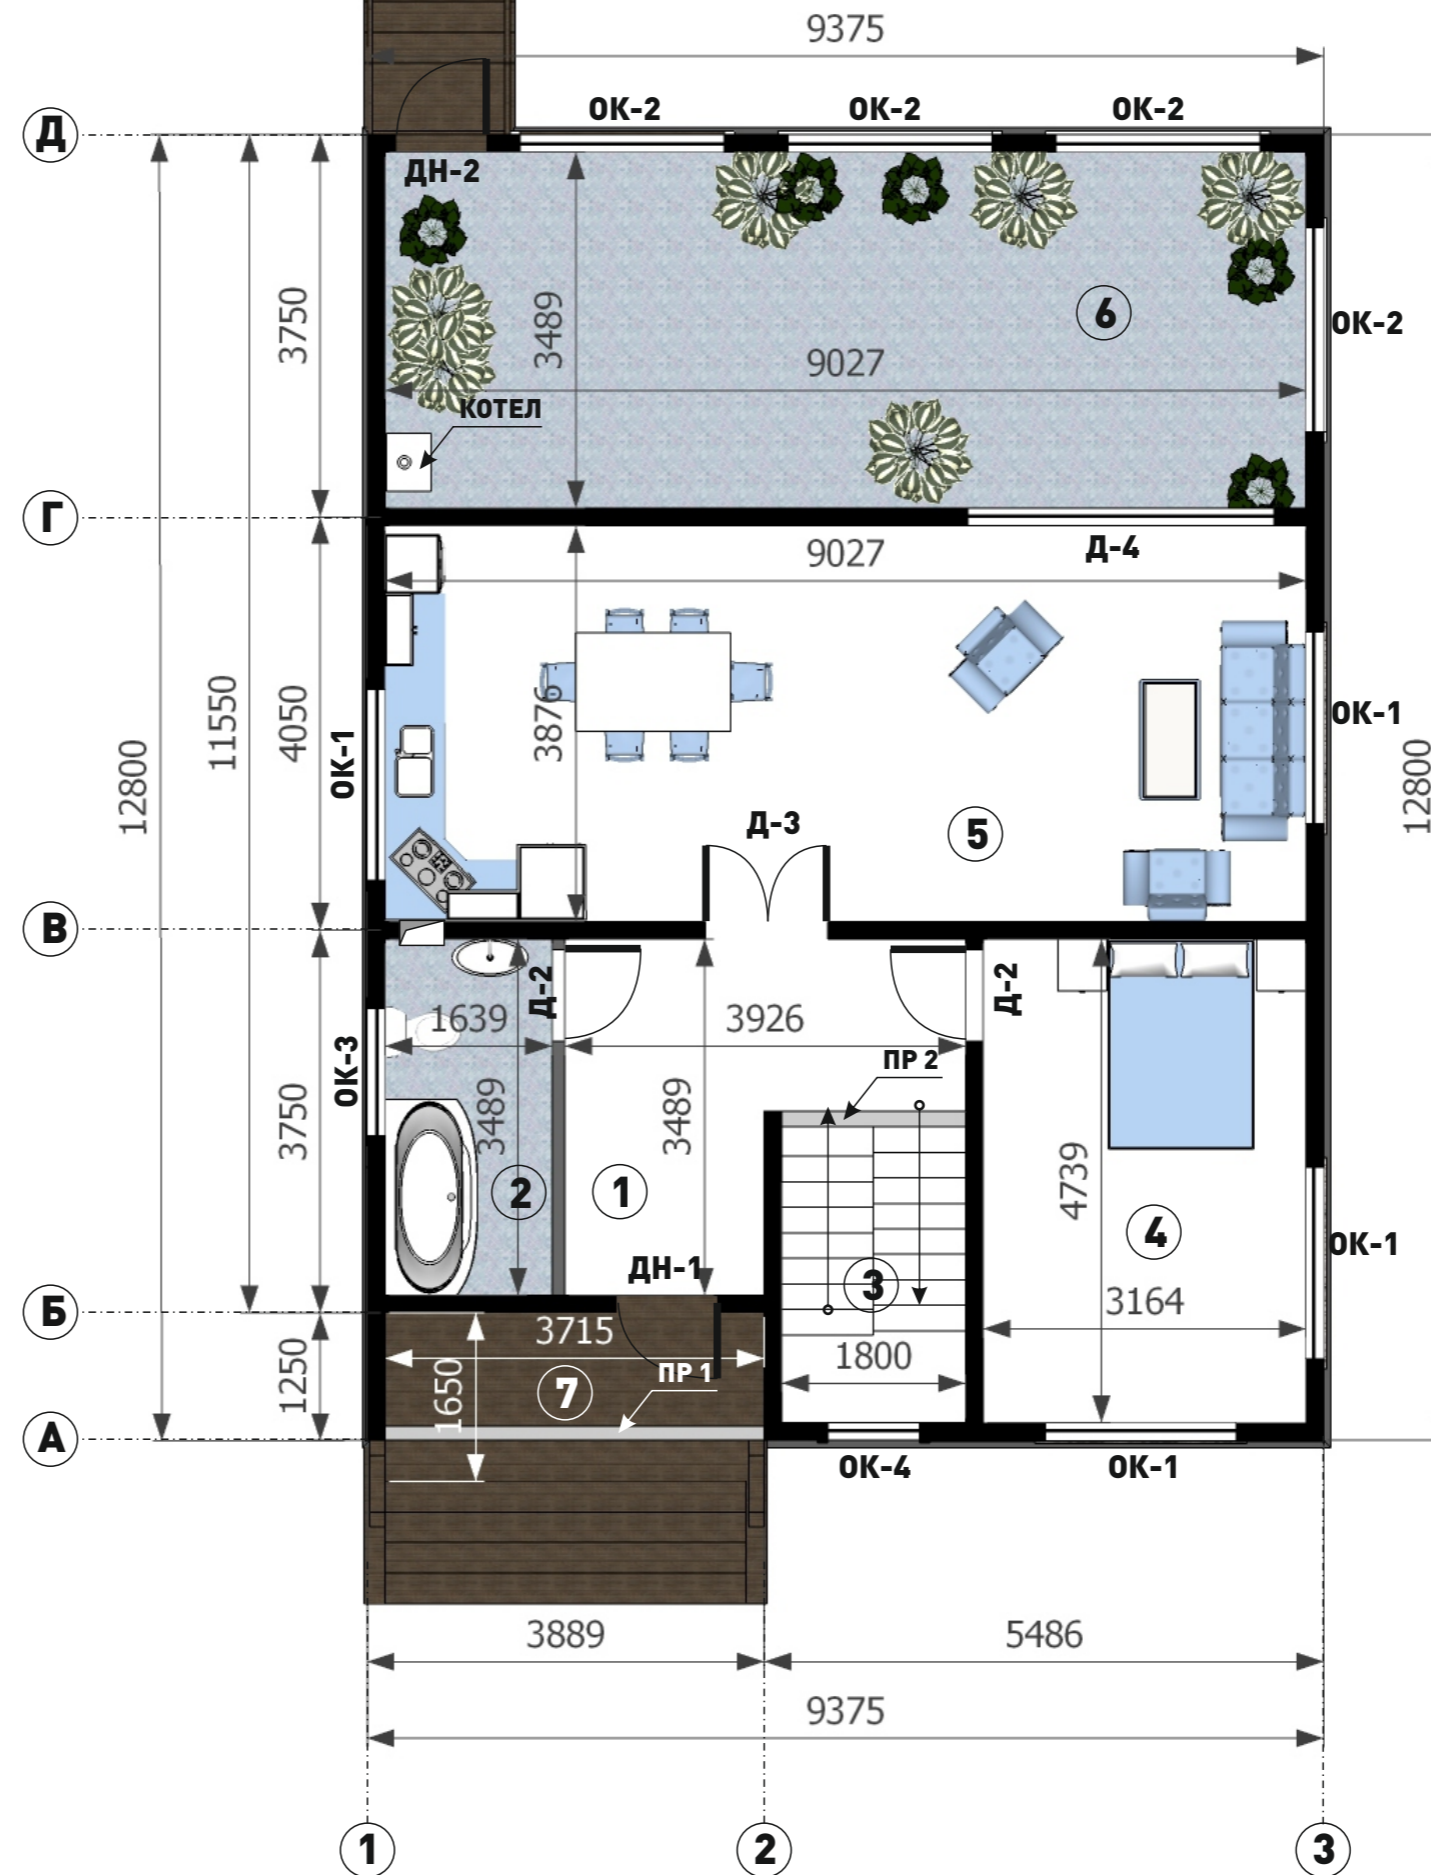 9375
ОК-2
ОК-2
ОК-2
Д
ДН-2
3750
3489
6
ОК-2
9027
КОТЕЛ
Г
Д-4
9027
11550
4050
3876
ОК-1
ОК-1
12800
12800
Д-3
5
В
Д-2
1639
3926
Д-2
ОК-3
ПР 2
3750
3489
3489
4739
2
1
4
3
ДН-1
ОК-1
Б
3715
3164
1250
1650
7
ПР 1
1800
А
ОК-4
ОК-1
3889
5486
9375
1
2
3